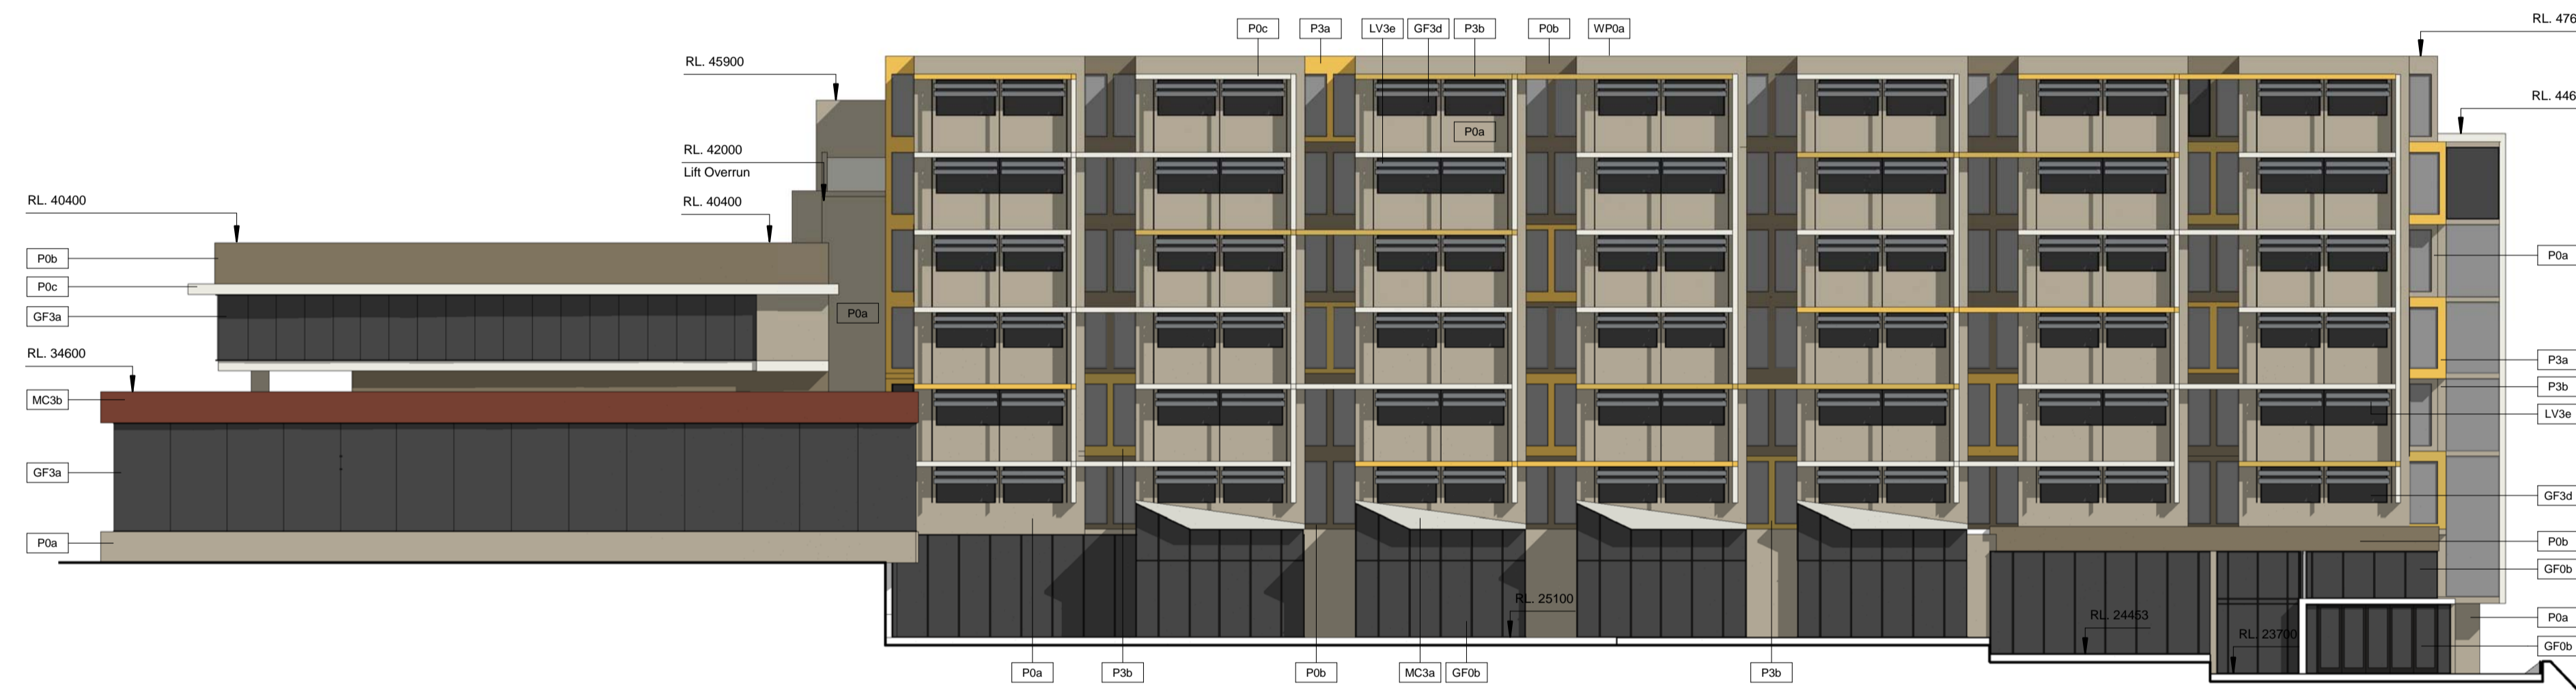 P0c
P3a
LV3e
GF3d
P3b
P0b
WP0a
RL. 476
RL. 45900
RL. 446
P0a
RL. 42000
Lift Overrun
RL. 40400
RL. 40400
P0b
P0a
P0c
P0a
GF3a
RL. 34600
P3a
P3b
MC3b
LV3e
GF3a
GF3d
P0a
P0b
GF0b
RL. 25100
RL. 24453
P0a
RL. 23700
GF0b
P0a
P3b
P0b
MC3a
GF0b
P3b